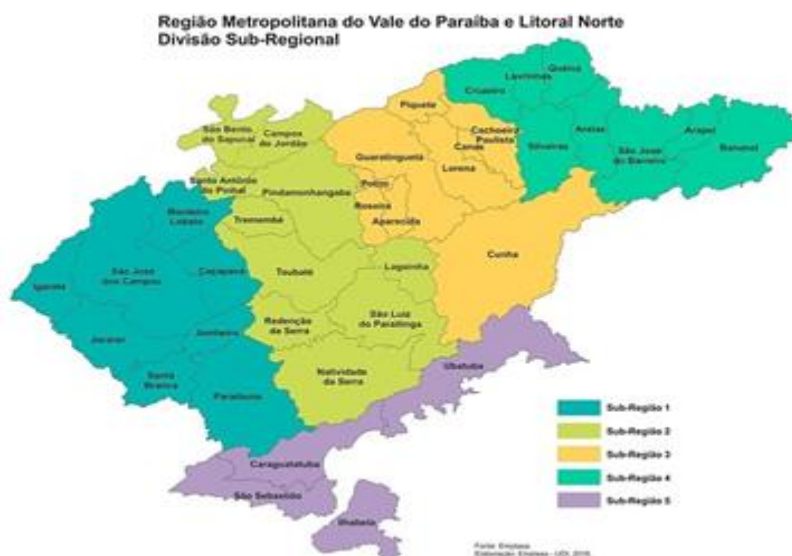 Região Metropolitana do Vale do Paraíba e Litoral Norte
Divisão Sub-Regional
Queluz
Lavrinhas
Cruzeiro
Piquete
Cachoeira
Paulista
Canas
Areias
Arapeí
São José
do Barreiro
Bananal
Silveiras
São Bento
do Sapucaí
Campos
do Jordão
Guaratinguetá
Lorena
Santo Antônio
do Pinhal
Pindamonhangaba
Potim
Roseira
Aparecida
Monteiro
Lobato
Tremembé
Cunha
Lagoinha
São José
dos Campos
Caçapava
Taubaté
Igaratá
São Luiz
do Paraitinga
Redenção
da Serra
Jacareí
Jambeiro
Ubatuba
Natividade
da Serra
Santa
Branca
Paraibuna
Sub-Região 1
Sub-Região 2
Sub-Região 3
Sub-Região 4
Sub-Região 5
Caraguatatuba
São Sebastião
Ilhabela
Fonte: Emplasa